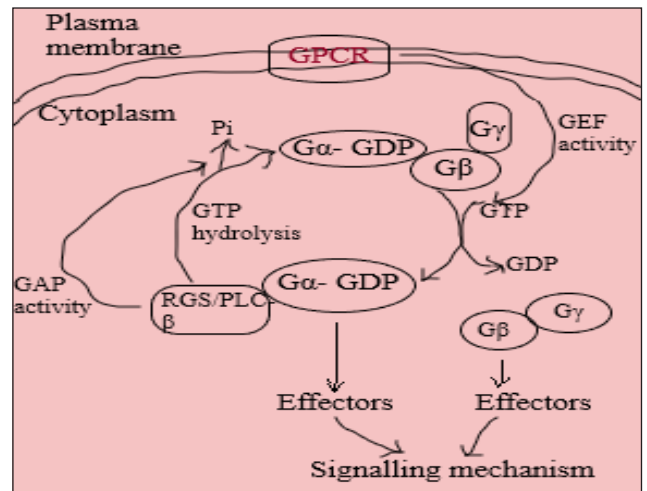 Plasma
membrane
GPCR
Cytoplasm
Pi
Gα- GDP
Gγ
Gβ
GEF
activity
GTP
hydrolysis
GTP
GDP
GAP
activity
RGS/PLC-
β
Gα- GDP
Gβ
Gγ
Effectors
Effectors
Signalling mechanism